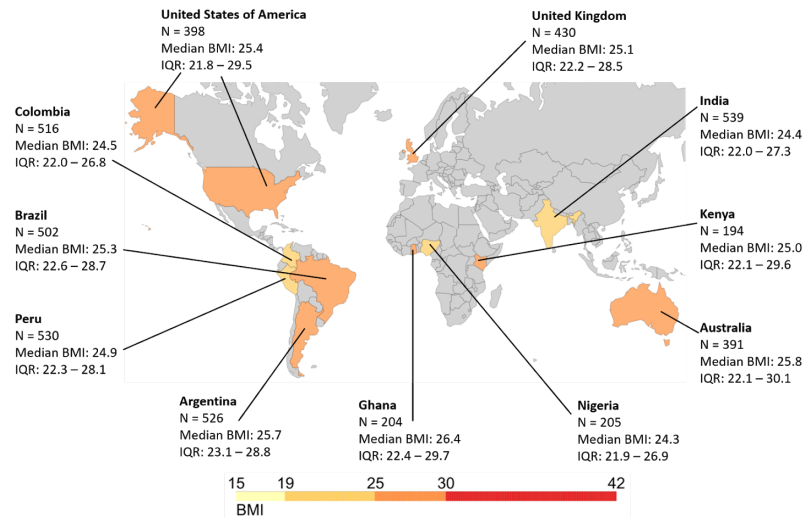 United States of America
N = 398
Median BMI: 25.4
IQR: 21.8 – 29.5
United Kingdom
N = 430
Median BMI: 25.1
IQR: 22.2 – 28.5
Colombia
N = 516
Median BMI: 24.5
IQR: 22.0 – 26.8
India
N = 539
Median BMI: 24.4
IQR: 22.0 – 27.3
Brazil
N = 502
Median BMI: 25.3
IQR: 22.6 – 28.7
Kenya
N = 194
Median BMI: 25.0
IQR: 22.1 – 29.6
Peru
N = 530
Median BMI: 24.9
IQR: 22.3 – 28.1
Australia
N = 391
Median BMI: 25.8
IQR: 22.1 – 30.1
Argentina
N = 526
Median BMI: 25.7
IQR: 23.1 – 28.8
Ghana
N = 204
Median BMI: 26.4
IQR: 22.4 – 29.7
Nigeria
N = 205
Median BMI: 24.3
IQR: 21.9 – 26.9
15 19 25 30 42
BMI